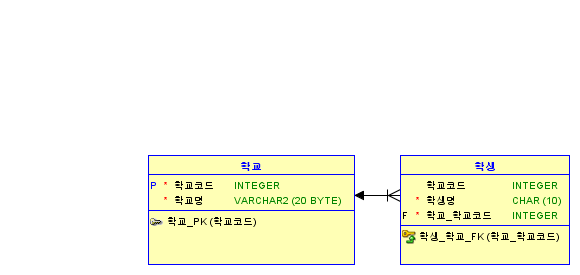 학교
P * 학교코드 INTEGER
* 학교명 VARCHAR2 (20 BYTE)
학교_PK (학교코드)
학생
학교코드 INTEGER
* 학생명 CHAR (10)
F * 학교_학교코드 INTEGER
학생_학교_FK (학교_학교코드)